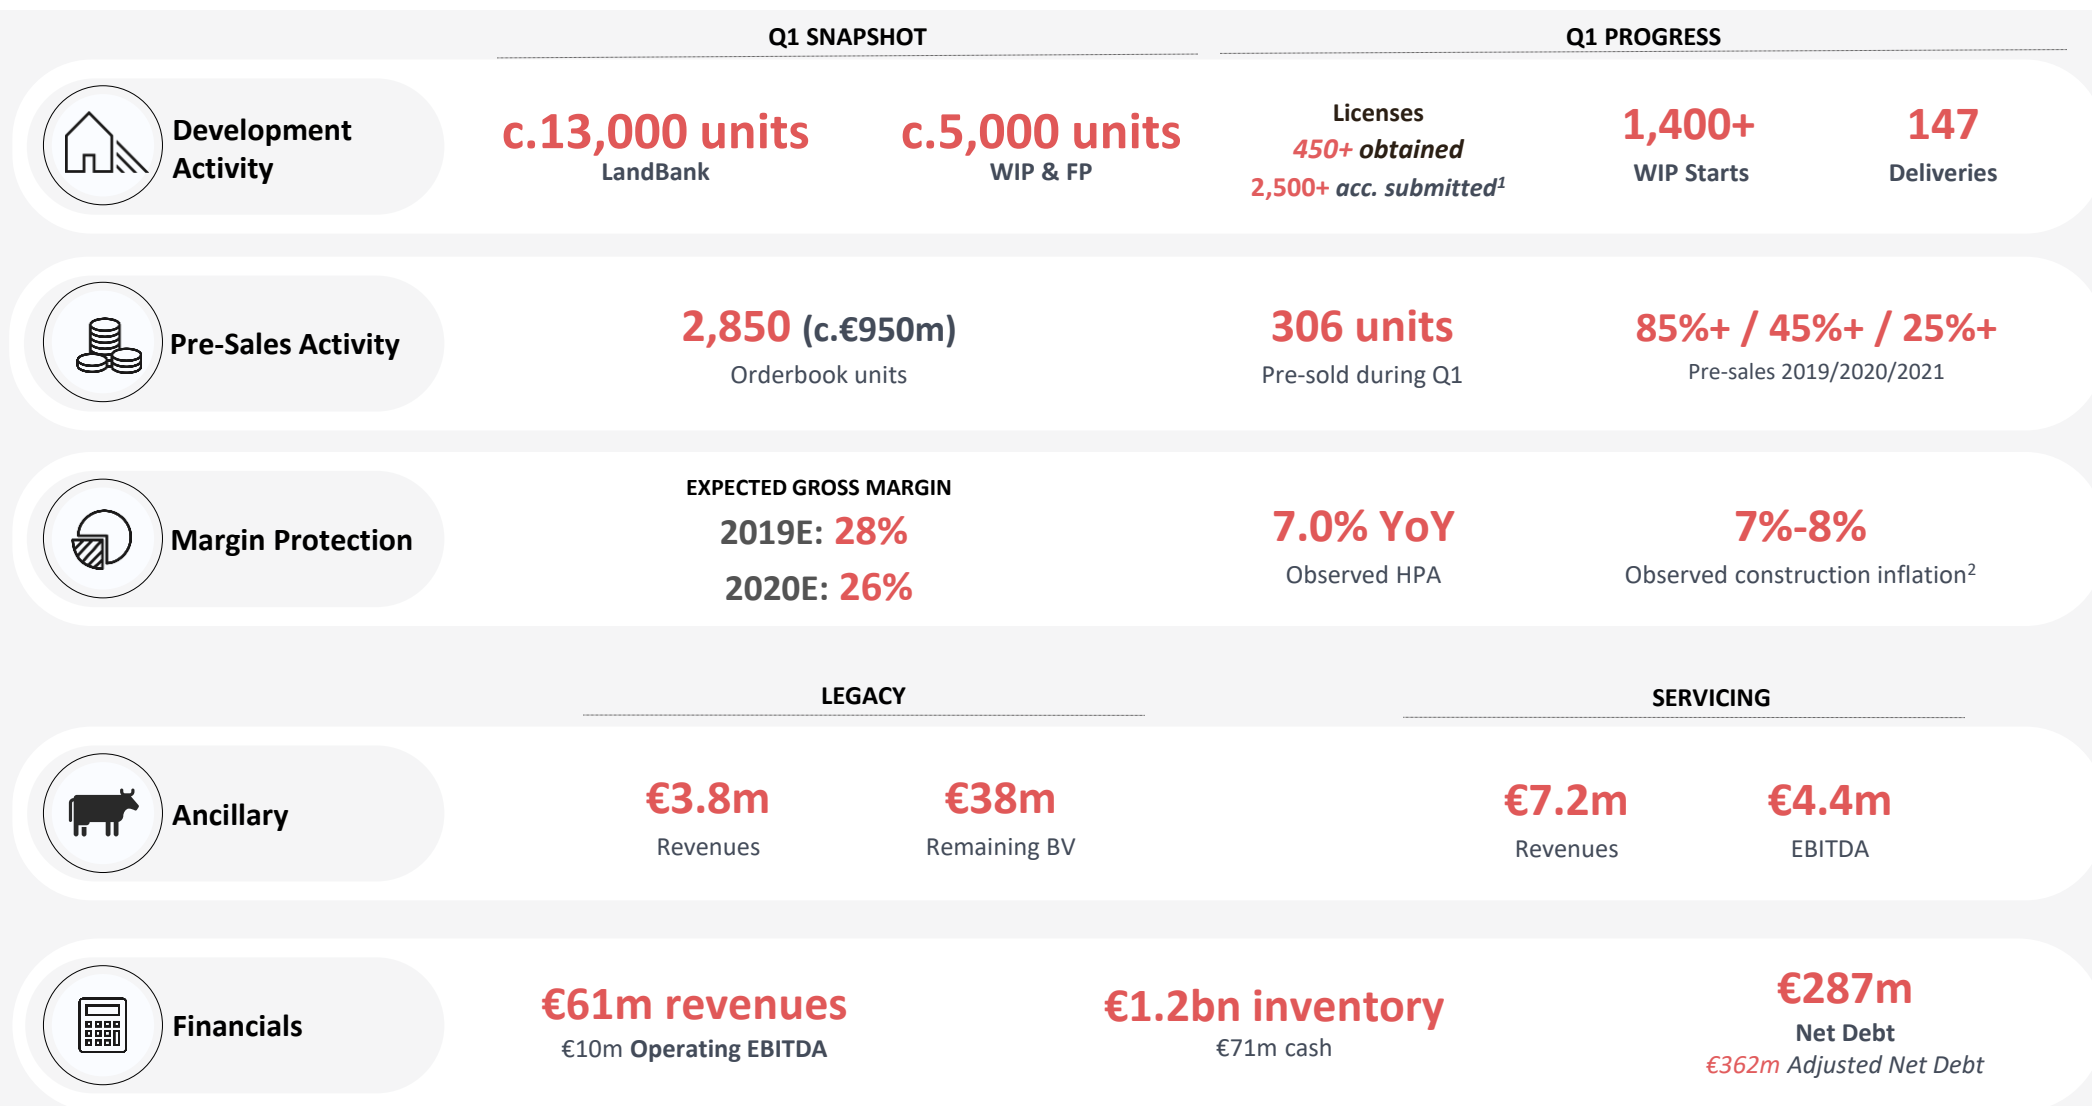 Q1 SNAPSHOT
Q1 PROGRESS
Development
Activity
c.13,000 units
LandBank
c.5,000 units
WIP & FP
Licenses
450+ obtained
2,500+ acc. submitted1
1,400+
WIP Starts
147
Deliveries
Pre-Sales Activity
2,850 (c.€950m)
Orderbook units
306 units
Pre-sold during Q1
85%+ / 45%+ / 25%+
Pre-sales 2019/2020/2021
Margin Protection
EXPECTED GROSS MARGIN
2019E: 28%
2020E: 26%
7.0% YoY
Observed HPA
7%-8%
Observed construction inflation2
LEGACY
SERVICING
Ancillary
€3.8m
Revenues
€38m
Remaining BV
€7.2m
Revenues
€4.4m
EBITDA
Financials
€61m revenues
€10m Operating EBITDA
€1.2bn inventory
€71m cash
€287m
Net Debt
€362m Adjusted Net Debt